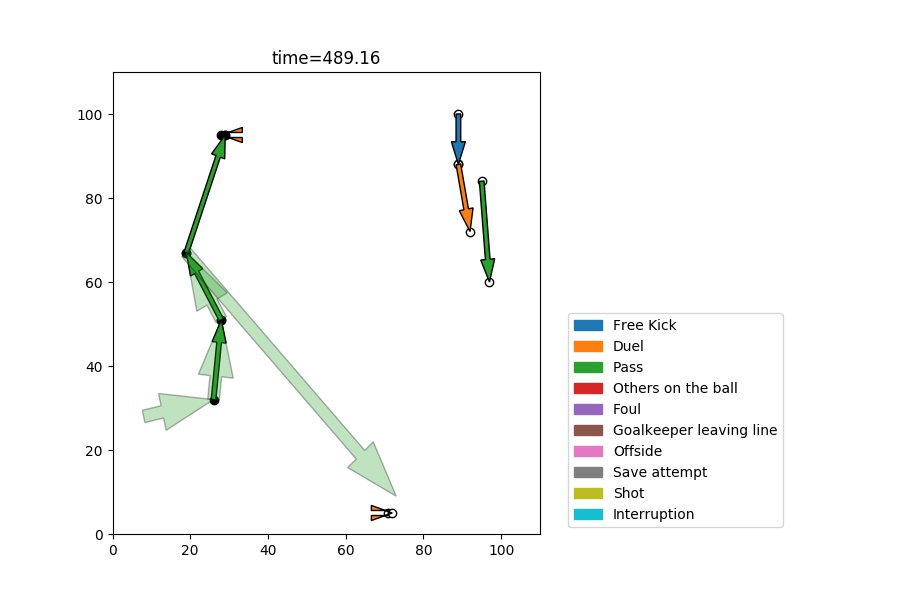 time=489.16
100
80
60
40
20
0
0 20 40 60 80 100
Free Kick
Duel
Pass
Others on the ball
Foul
Goalkeeper leaving line
Offside
Save attempt
Shot
Interruption